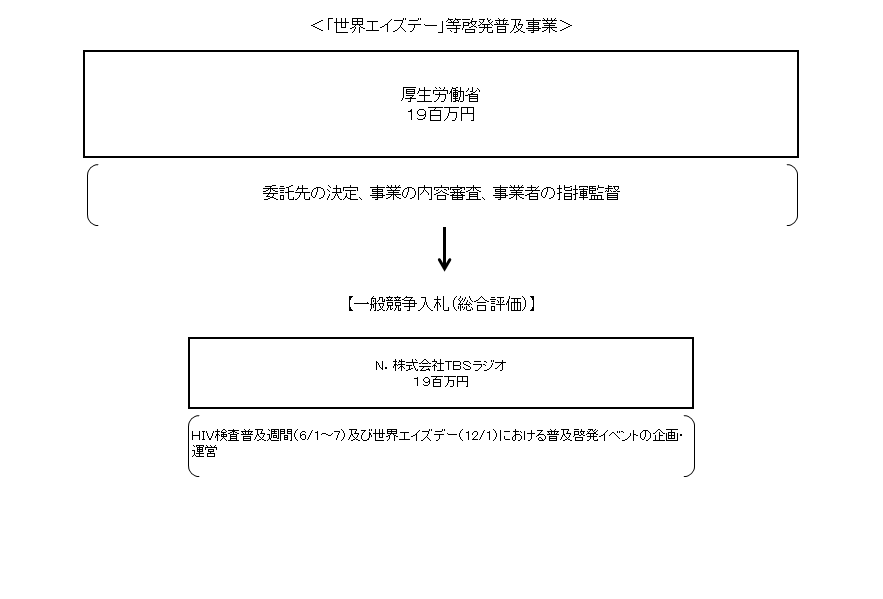 ＜「世界エイズデー」等啓発普及事業＞
厚生労働省
１９百万円
委託先の決定、事業の内容審査、事業者の指揮監督
【一般競争入札（総合評価）】
Ｎ．株式会社ＴＢＳラジオ
１９百万円
ＨＩＶ検査普及週間（６/１～７）及び世界エイズデー（１２/１）における普及啓発イベントの企画・
運営